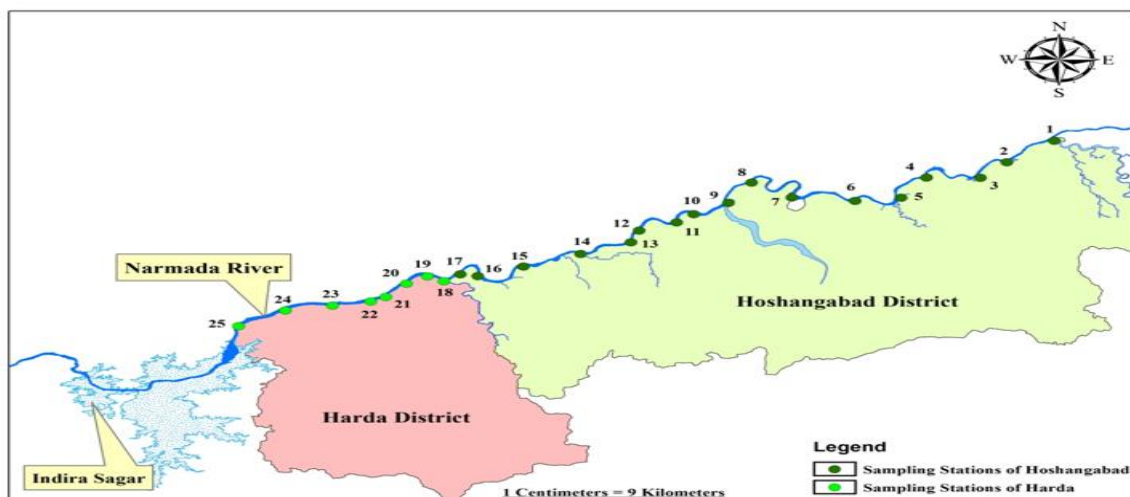 N
W E
S
1
2
3
4
5
6
7
8
9
10
11
12
13
14
15
16
17
18
19
20
21
22
23
24
25
Narmada River
Hoshangabad District
Harda District
Indira Sagar
Legend
Sampling Stations of Hoshangabad
Sampling Stations of Harda
1 Centimeters = 9 Kilometers